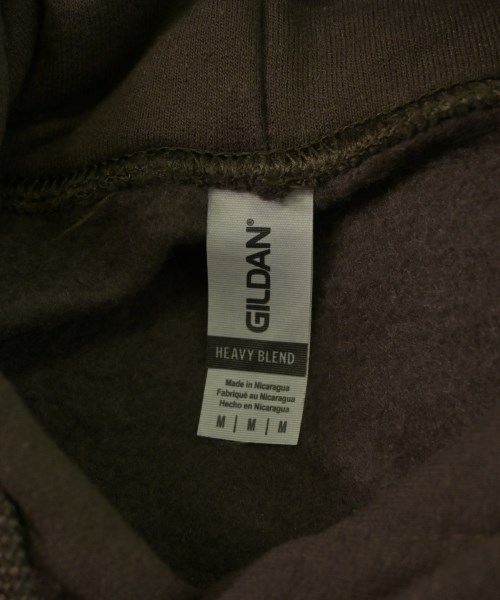 GILDAN®
HEAVY BLEND
Made in Nicaragua
Fabriqué au Nicaragua
Hecho en Nicaragua
M | M | M